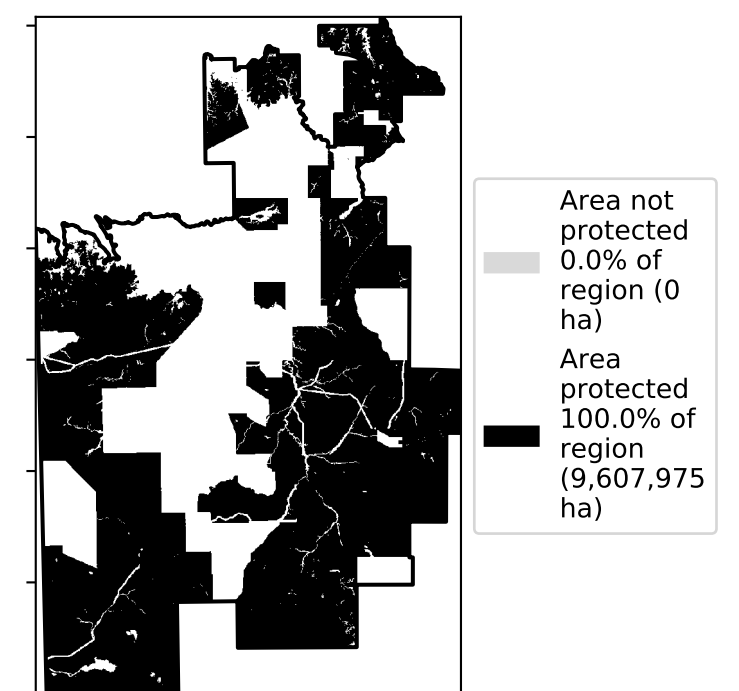 Area not
protected
0.0% of
region (0
ha)
Area
protected
100.0% of
region
(9,607,975
ha)